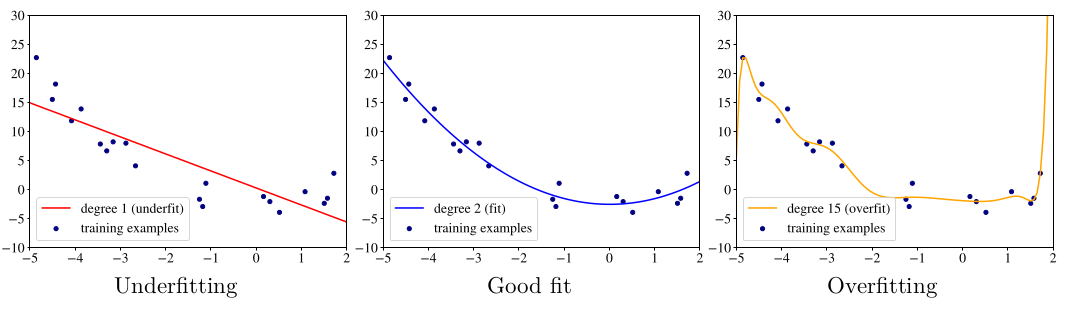 30
25
20
15
10
5
0
−5
−10
−5 −4 −3 −2 −1 0 1 2
degree 1 (underfit)
training examples
Underfitting
30
25
20
15
10
5
0
−5
−10
−5 −4 −3 −2 −1 0 1 2
degree 2 (fit)
training examples
Good fit
30
25
20
15
10
5
0
−5
−10
−5 −4 −3 −2 −1 0 1 2
degree 15 (overfit)
training examples
Overfitting